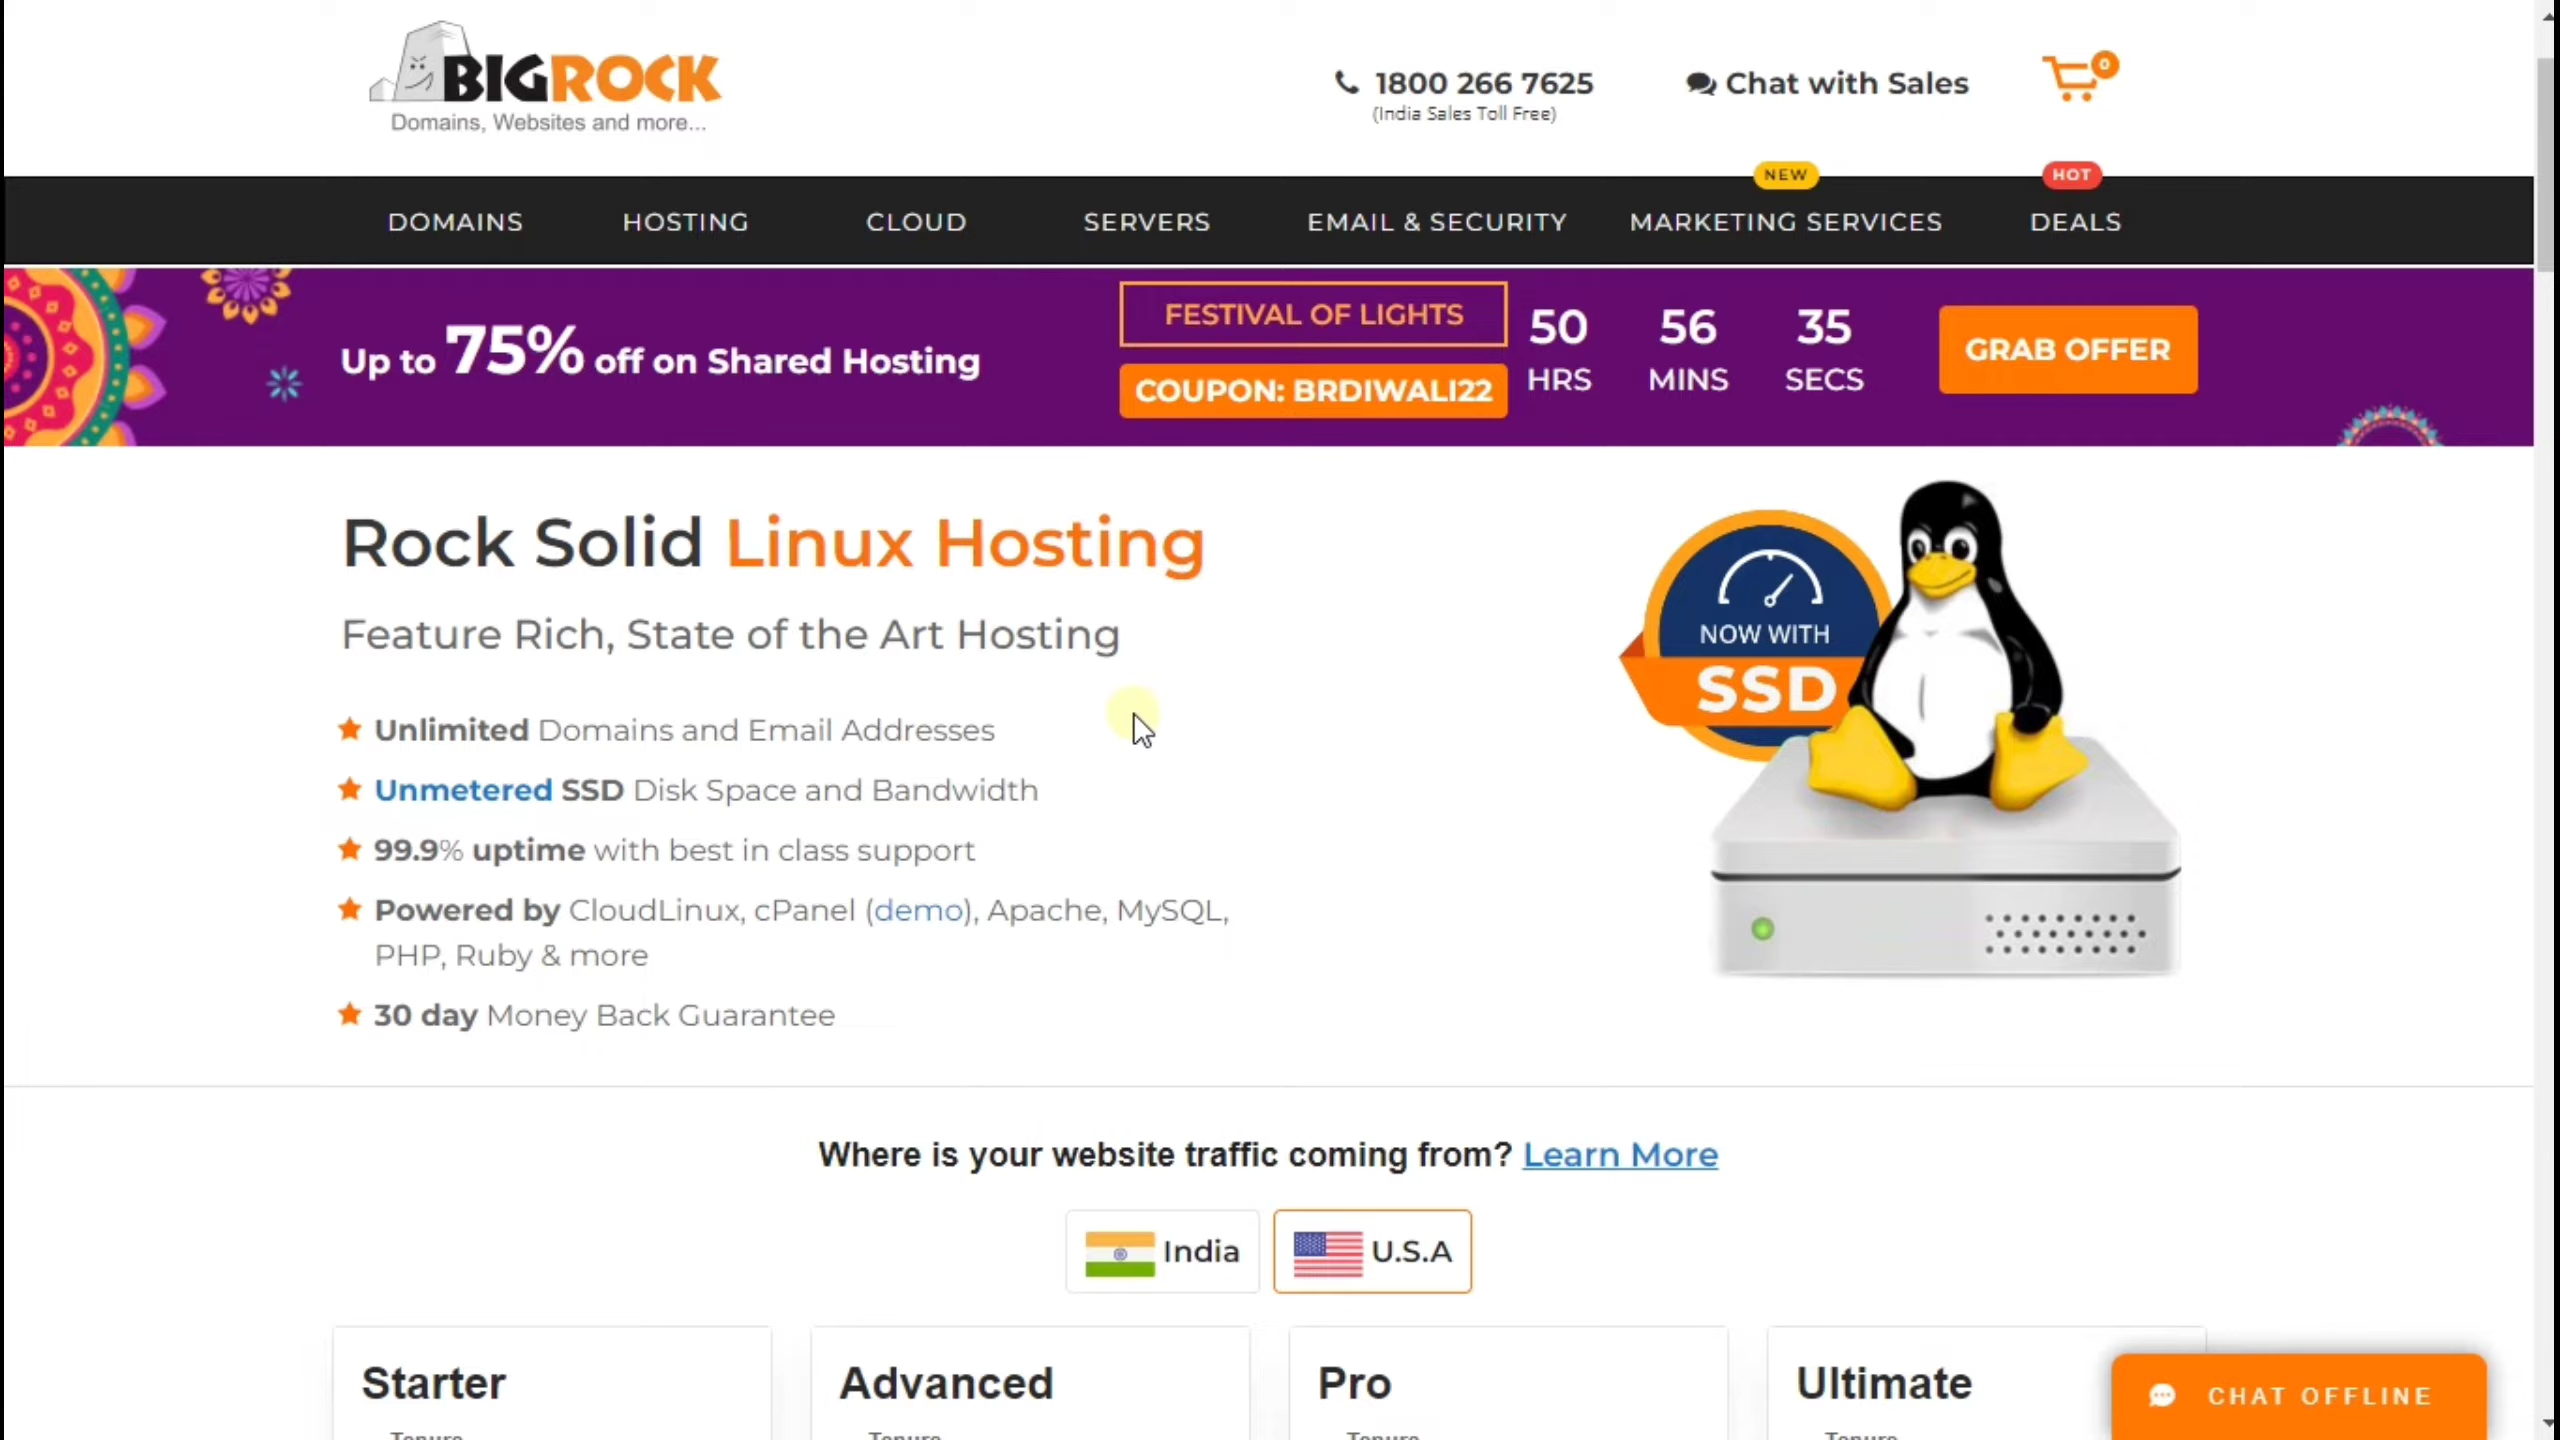 BIGROCK
Domains, Websites and more...
1800 266 7625
(India Sales Toll Free)
Chat with Sales
0
NEW
HOT
DOMAINS
HOSTING
CLOUD
SERVERS
EMAIL & SECURITY
MARKETING SERVICES
DEALS
Up to 75% off on Shared Hosting
FESTIVAL OF LIGHTS
COUPON: BRDIWALI22
50 56 35
HRS MINS SECS
GRAB OFFER
Rock Solid Linux Hosting
Feature Rich, State of the Art Hosting
Unlimited Domains and Email Addresses
Unmetered SSD Disk Space and Bandwidth
99.9% uptime with best in class support
Powered by CloudLinux, cPanel (demo), Apache, MySQL,
PHP, Ruby & more
30 day Money Back Guarantee
NOW WITH
SSD
Where is your website traffic coming from? Learn More
India
U.S.A
Starter
Advanced
Pro
Ultimate
Tenure
Tenure
Tenure
Tenure
CHAT OFFLINE